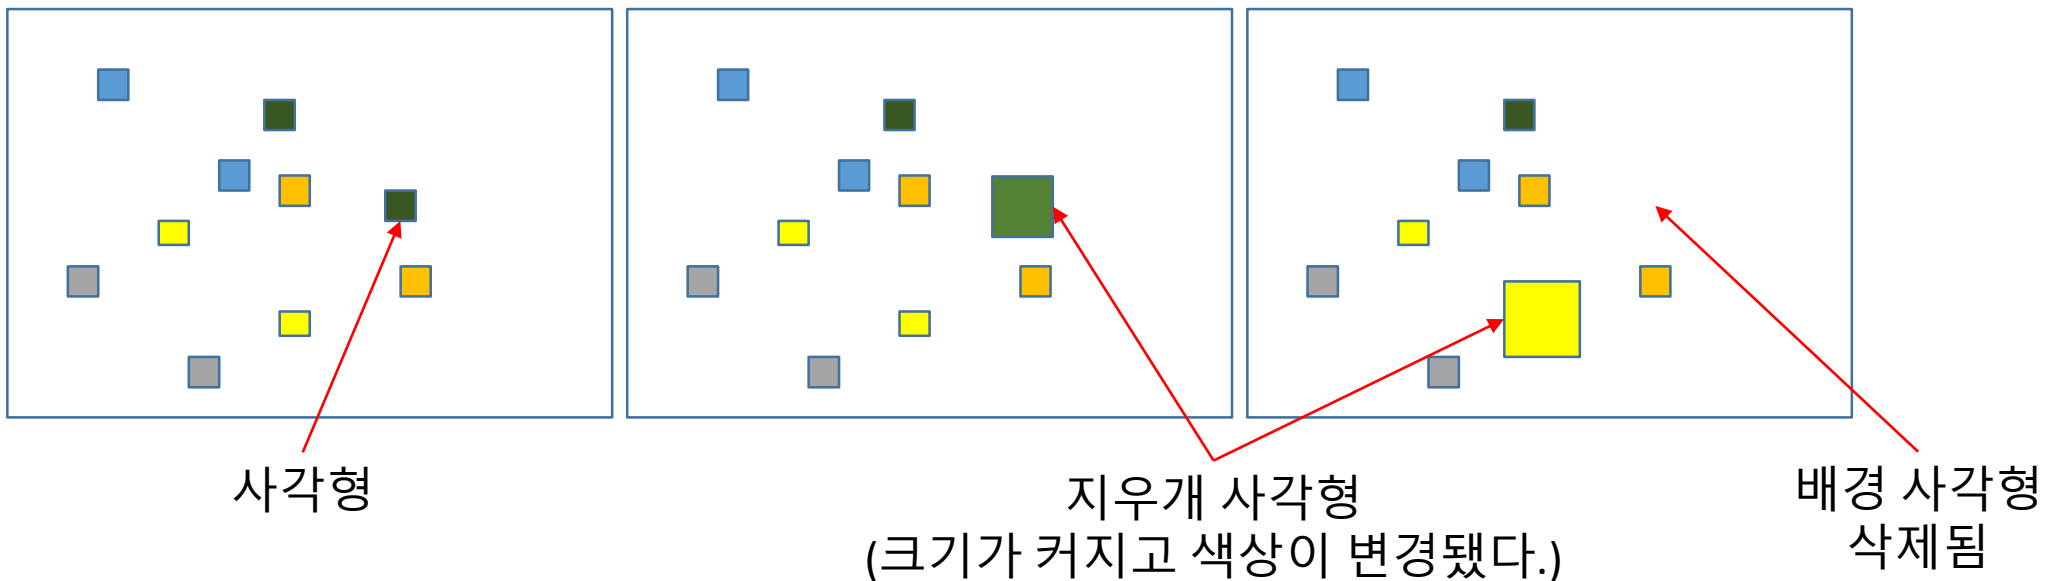 사각형
지우개 사각형
(크기가 커지고 색상이 변경됐다.)
배경 사각형
삭제됨